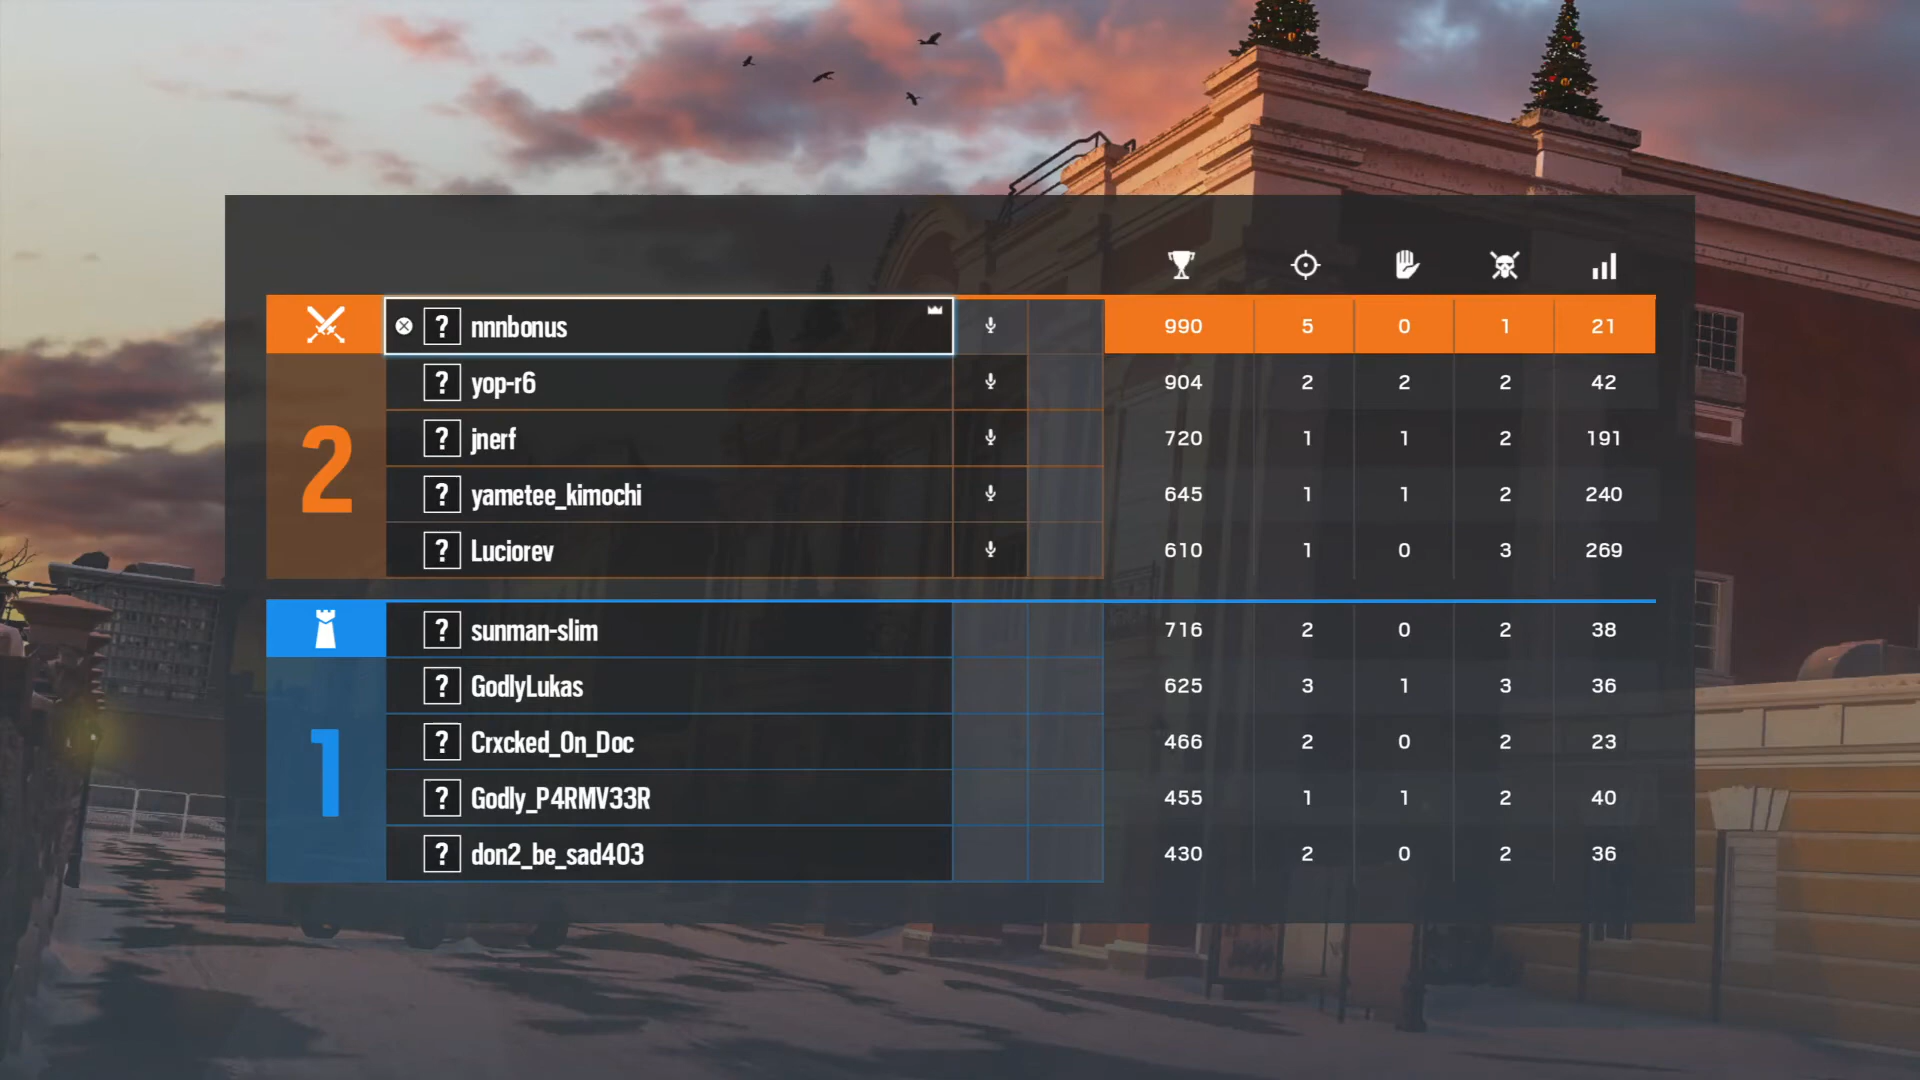 ? nnnbonus 990 5 0 1 21
? yop-r6 904 2 2 2 42
2
? jnerf 720 1 1 2 191
? yametee_kimochi 645 1 1 2 240
? Luciorev 610 1 0 3 269
? sunman-slim 716 2 0 2 38
? GodlyLukas 625 3 1 3 36
1
? Crxcked_On_Doc 466 2 0 2 23
? Godly_P4RMV33R 455 1 1 2 40
? don2_be_sad403 430 2 0 2 36